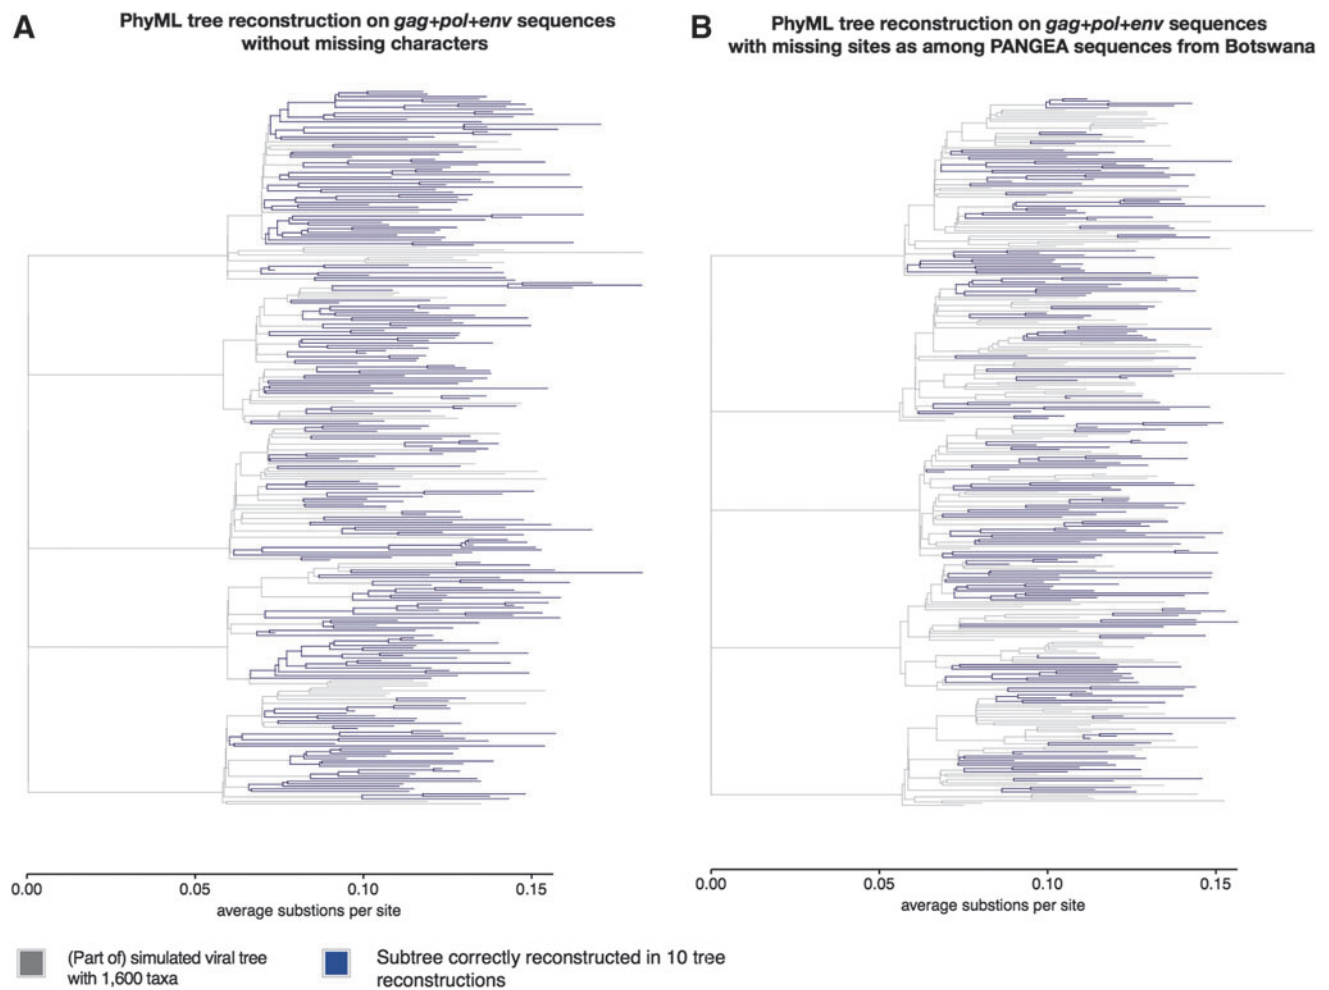 A
PhyML tree reconstruction on gag+pol+env sequences
without missing characters
B
PhyML tree reconstruction on gag+pol+env sequences
with missing sites as among PANGEA sequences from Botswana
0.00
0.05
0.10
0.15
average substions per site
0.00
0.05
0.10
0.15
average substions per site
(Part of) simulated viral tree
with 1,600 taxa
Subtree correctly reconstructed in 10 tree
reconstructions